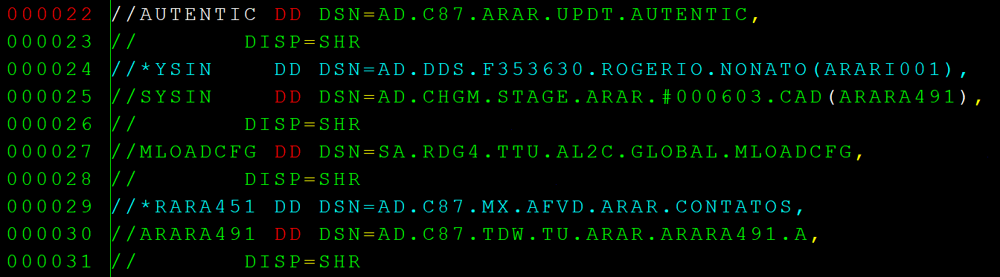 000022 //AUTENTIC DD DSN=AD.C87.ARAR.UPDT.AUTENTIC,
000023 //       DISP=SHR
000024 //*YSIN    DD DSN=AD.DDS.F353630.ROGERIO.NONATO(ARARI001),
000025 //SYSIN    DD DSN=AD.CHGM.STAGE.ARAR.#000603.CAD(ARARA491),
000026 //       DISP=SHR
000027 //MLOADCFG DD DSN=SA.RDG4.TTU.AL2C.GLOBAL.MLOADCFG,
000028 //       DISP=SHR
000029 //*RARA451 DD DSN=AD.C87.MX.AFVD.ARAR.CONTATOS,
000030 //ARARA491 DD DSN=AD.C87.TDW.TU.ARAR.ARARA491.A,
000031 //       DISP=SHR